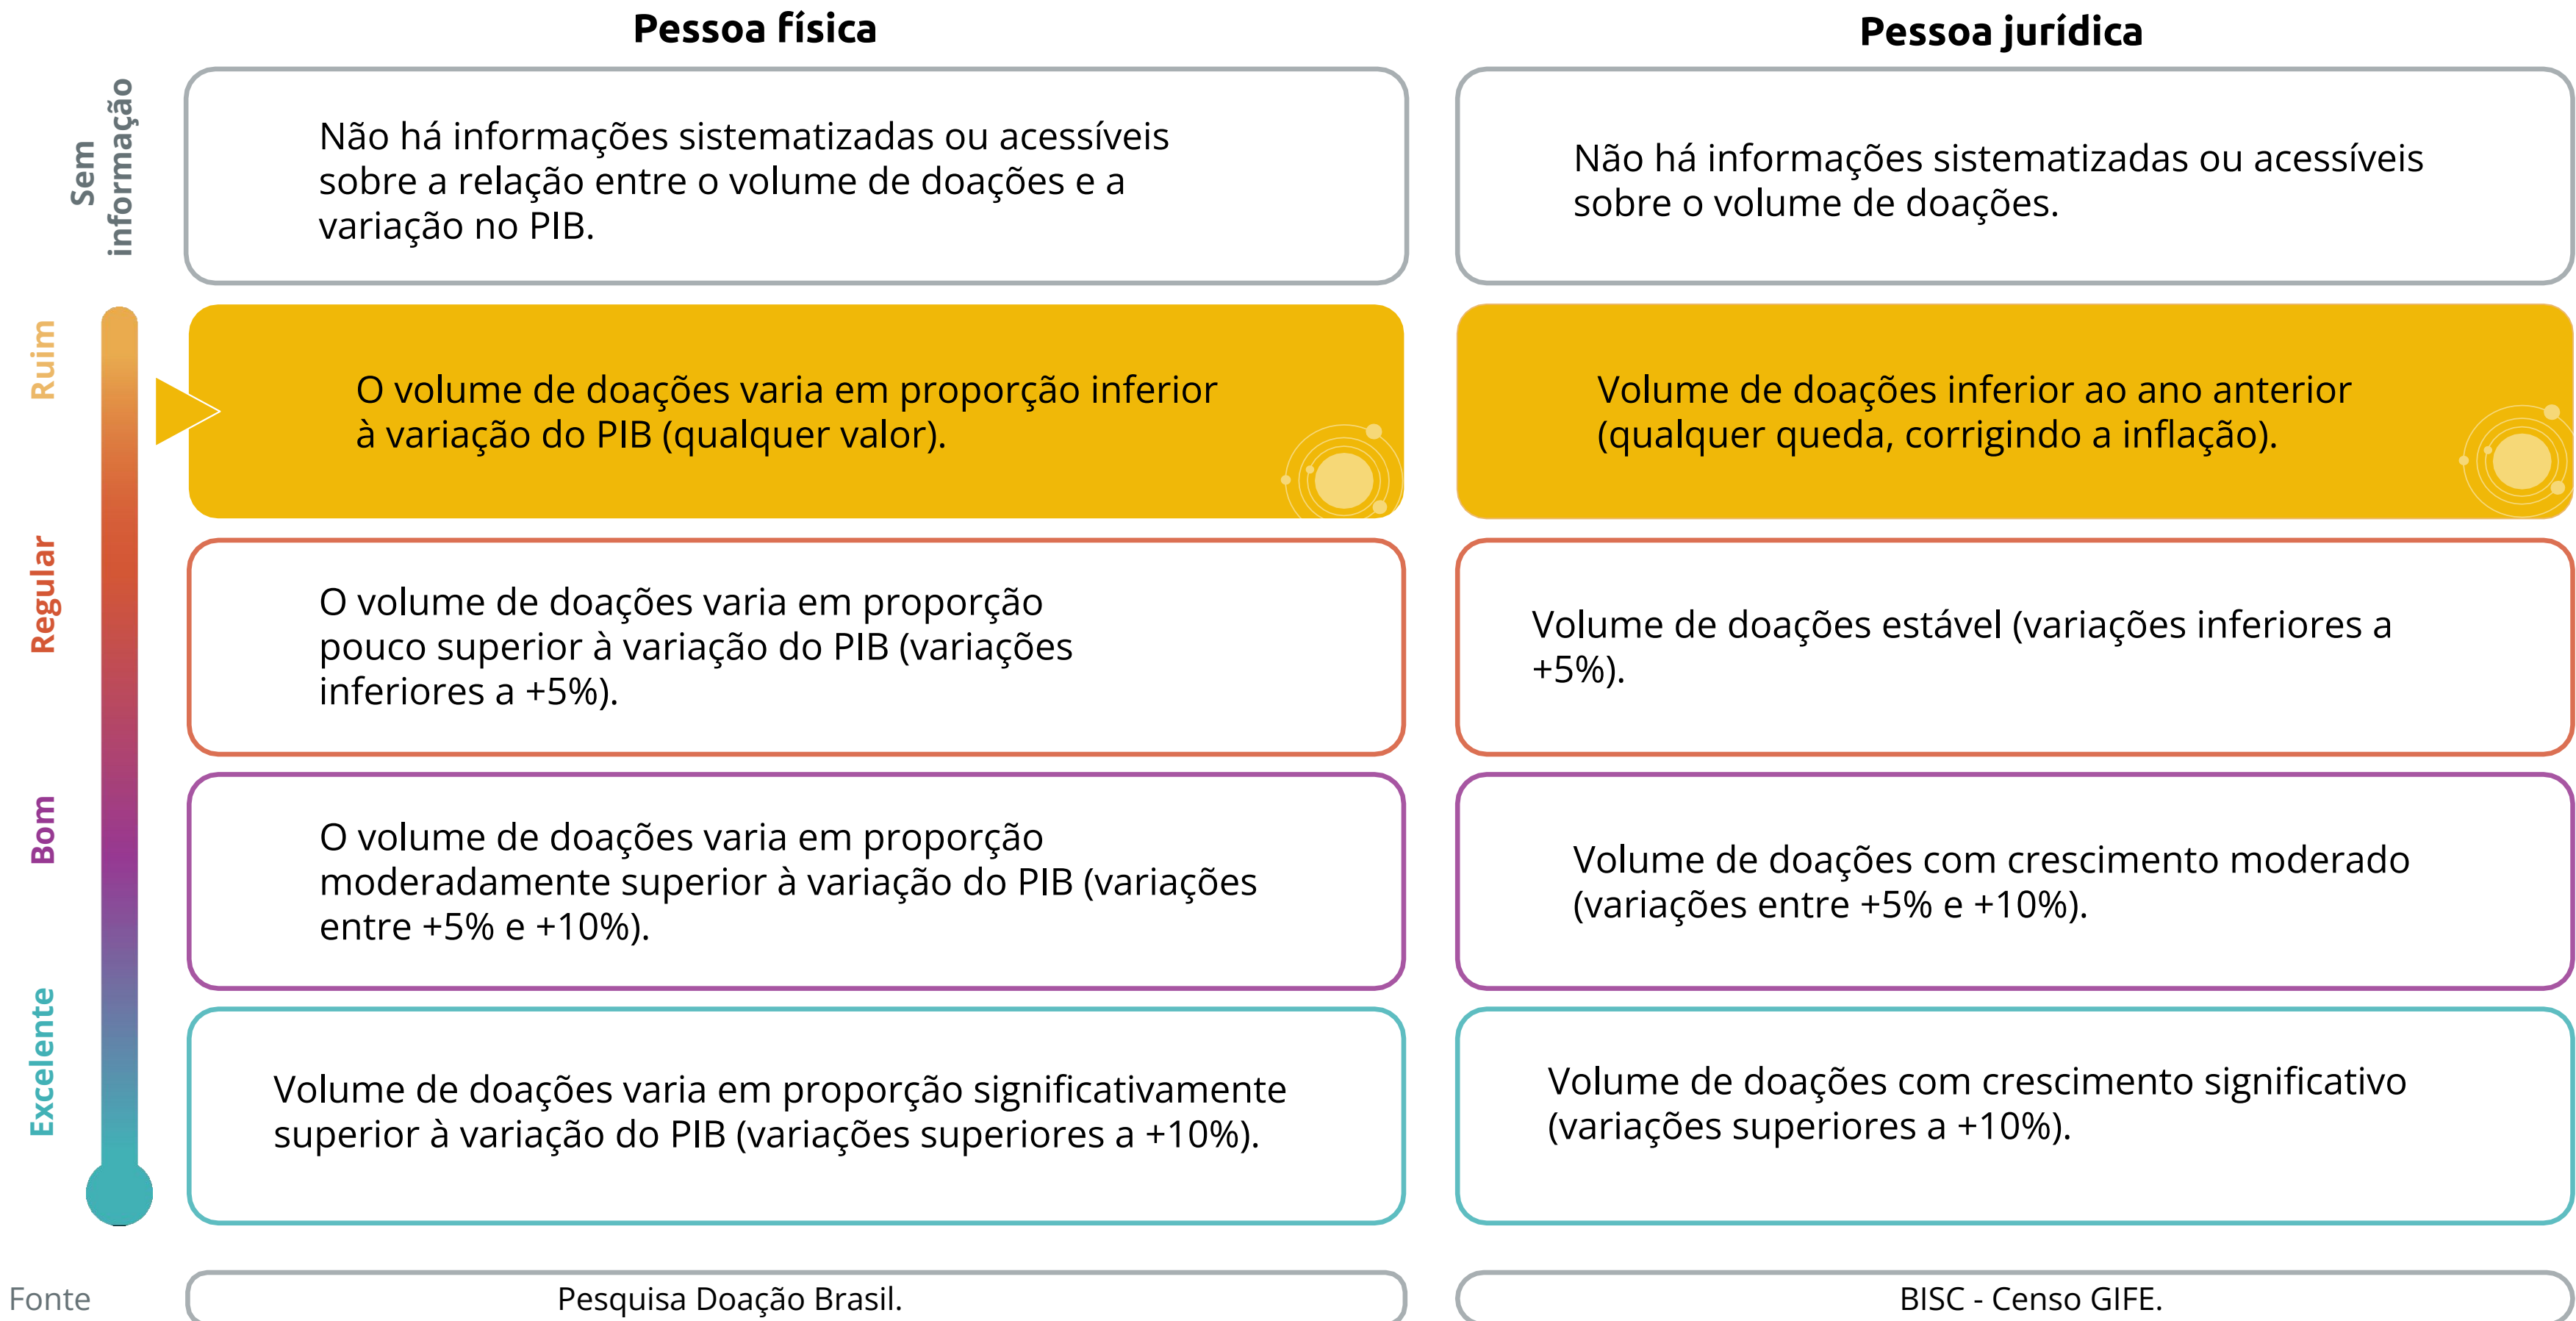 Pessoa física
Pessoa jurídica
Sem
informação
Não há informações sistematizadas ou acessíveis
sobre a relação entre o volume de doações e a
variação no PIB.
Não há informações sistematizadas ou acessíveis
sobre o volume de doações.
Ruim
O volume de doações varia em proporção inferior
à variação do PIB (qualquer valor).
Volume de doações inferior ao ano anterior
(qualquer queda, corrigindo a inflação).
Regular
O volume de doações varia em proporção
pouco superior à variação do PIB (variações
inferiores a +5%).
Volume de doações estável (variações inferiores a
+5%).
Bom
O volume de doações varia em proporção
moderadamente superior à variação do PIB (variações
entre +5% e +10%).
Volume de doações com crescimento moderado
(variações entre +5% e +10%).
Excelente
Volume de doações varia em proporção significativamente
superior à variação do PIB (variações superiores a +10%).
Volume de doações com crescimento significativo
(variações superiores a +10%).
Fonte
Pesquisa Doação Brasil.
BISC - Censo GIFE.